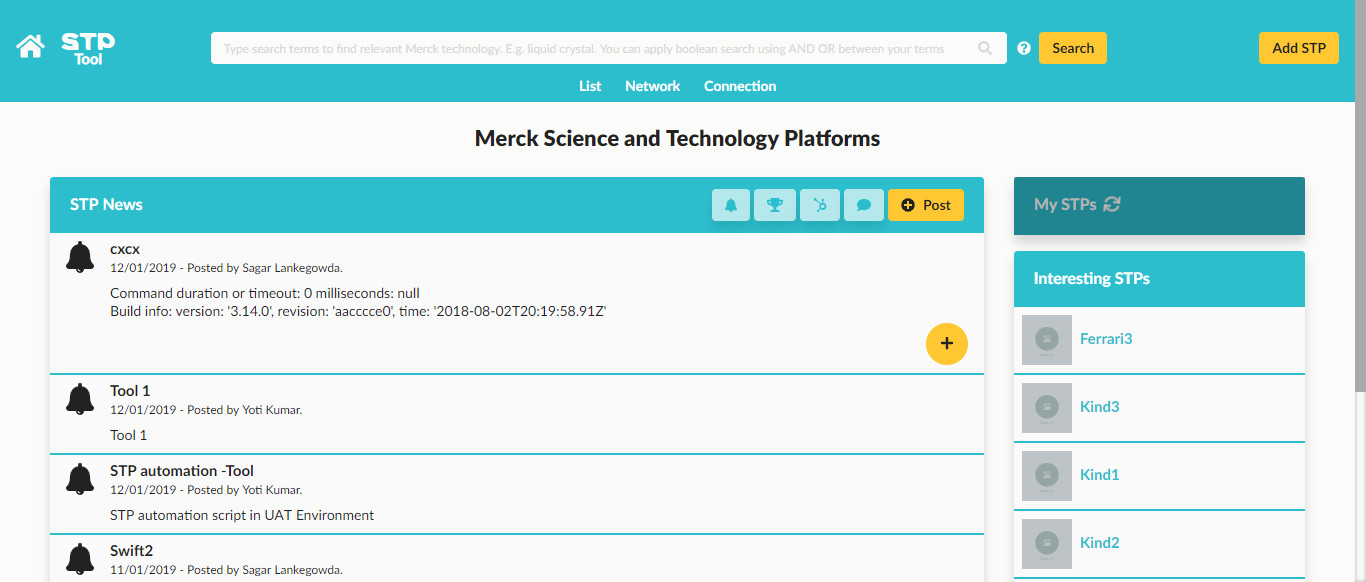 STP
Tool
Type search terms to find relevant Merck technology. E.g. liquid crystal. You can apply boolean search using AND OR between your terms
Search
Add STP
List Network Connection
Merck Science and Technology Platforms
STP News
Post
cxcx
12/01/2019 - Posted by Sagar Lankegowda.
Command duration or timeout: 0 milliseconds: null
Build info: version: '3.14.0', revision: 'aacccce0', time: '2018-08-02T20:19:58.91Z'
Tool 1
12/01/2019 - Posted by Yoti Kumar.
Tool 1
STP automation -Tool
12/01/2019 - Posted by Yoti Kumar.
STP automation script in UAT Environment
Swift2
11/01/2019 - Posted by Sagar Lankegowda.
My STPs
Interesting STPs
Ferrari3
Kind3
Kind1
Kind2